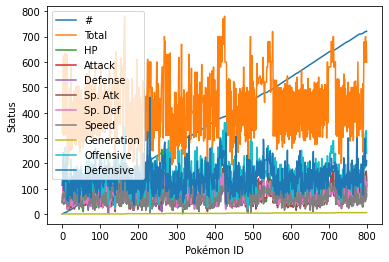 800
700
600
500
400
300
200
100
0
Status
#
Total
HP
Attack
Defense
Sp. Atk
Sp. Def
Speed
Generation
Offensive
Defensive
0 100 200 300 400 500 600 700 800
Pokémon ID